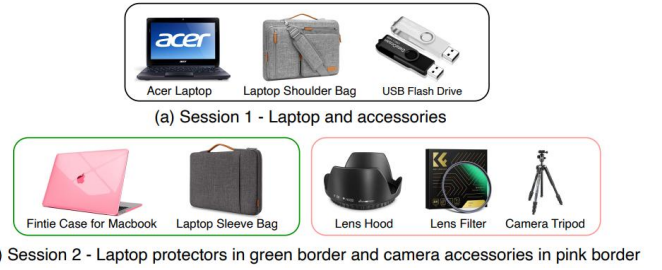 acer
Acer Laptop Laptop Shoulder Bag USB Flash Drive
(a) Session 1 - Laptop and accessories
K&F
Fintie Case for Macbook Laptop Sleeve Bag Lens Hood Lens Filter Camera Tripod
) Session 2 - Laptop protectors in green border and camera accessories in pink border